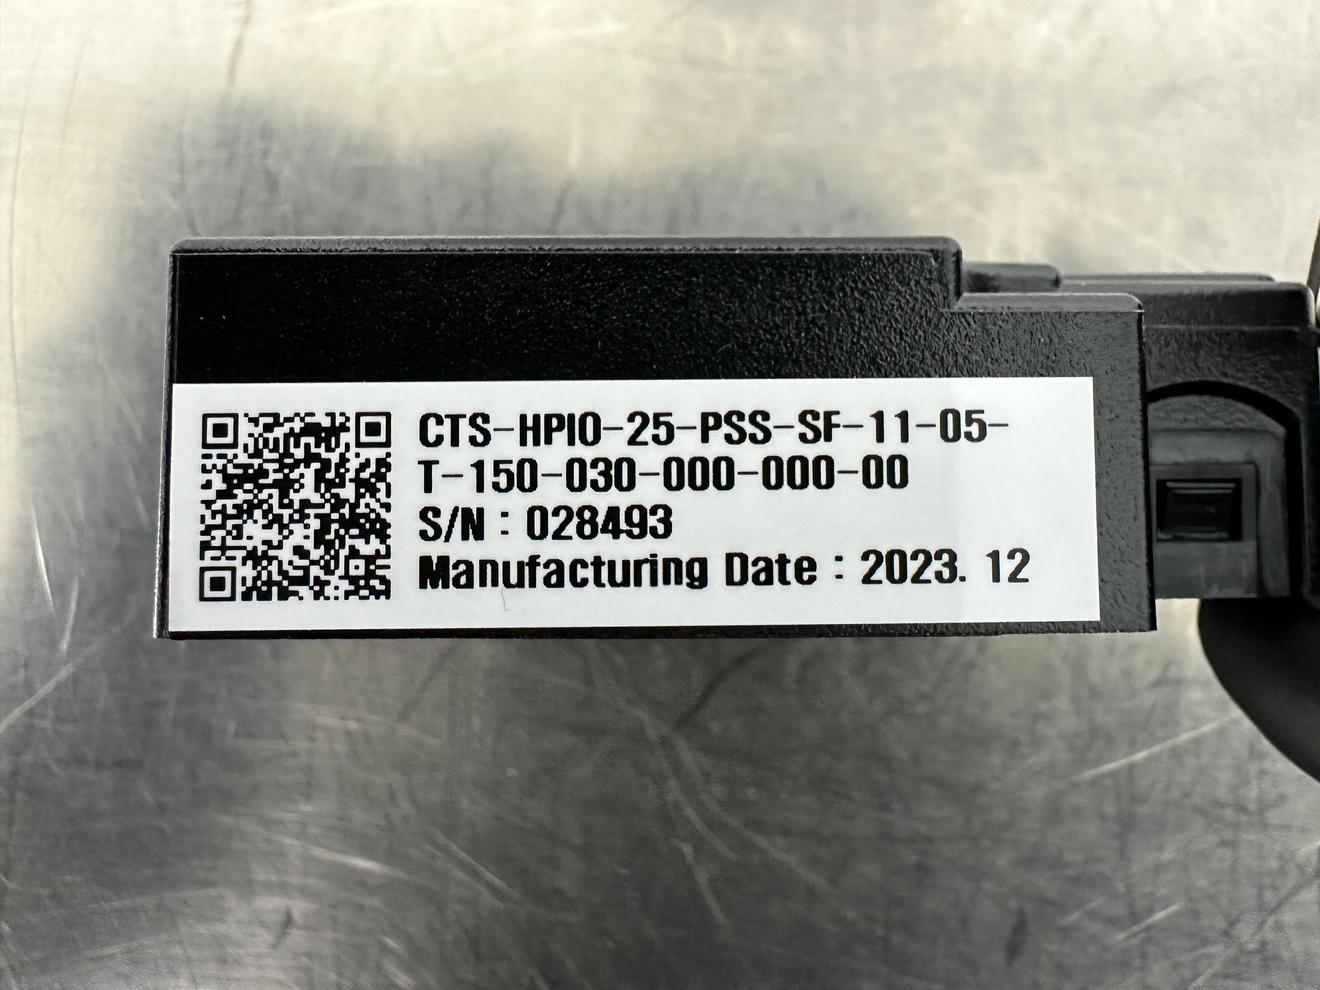 CTS-HPIO-25-PSS-SF-11-05-
T-150-030-000-000-00
S/N : 028493
Manufacturing Date : 2023. 12